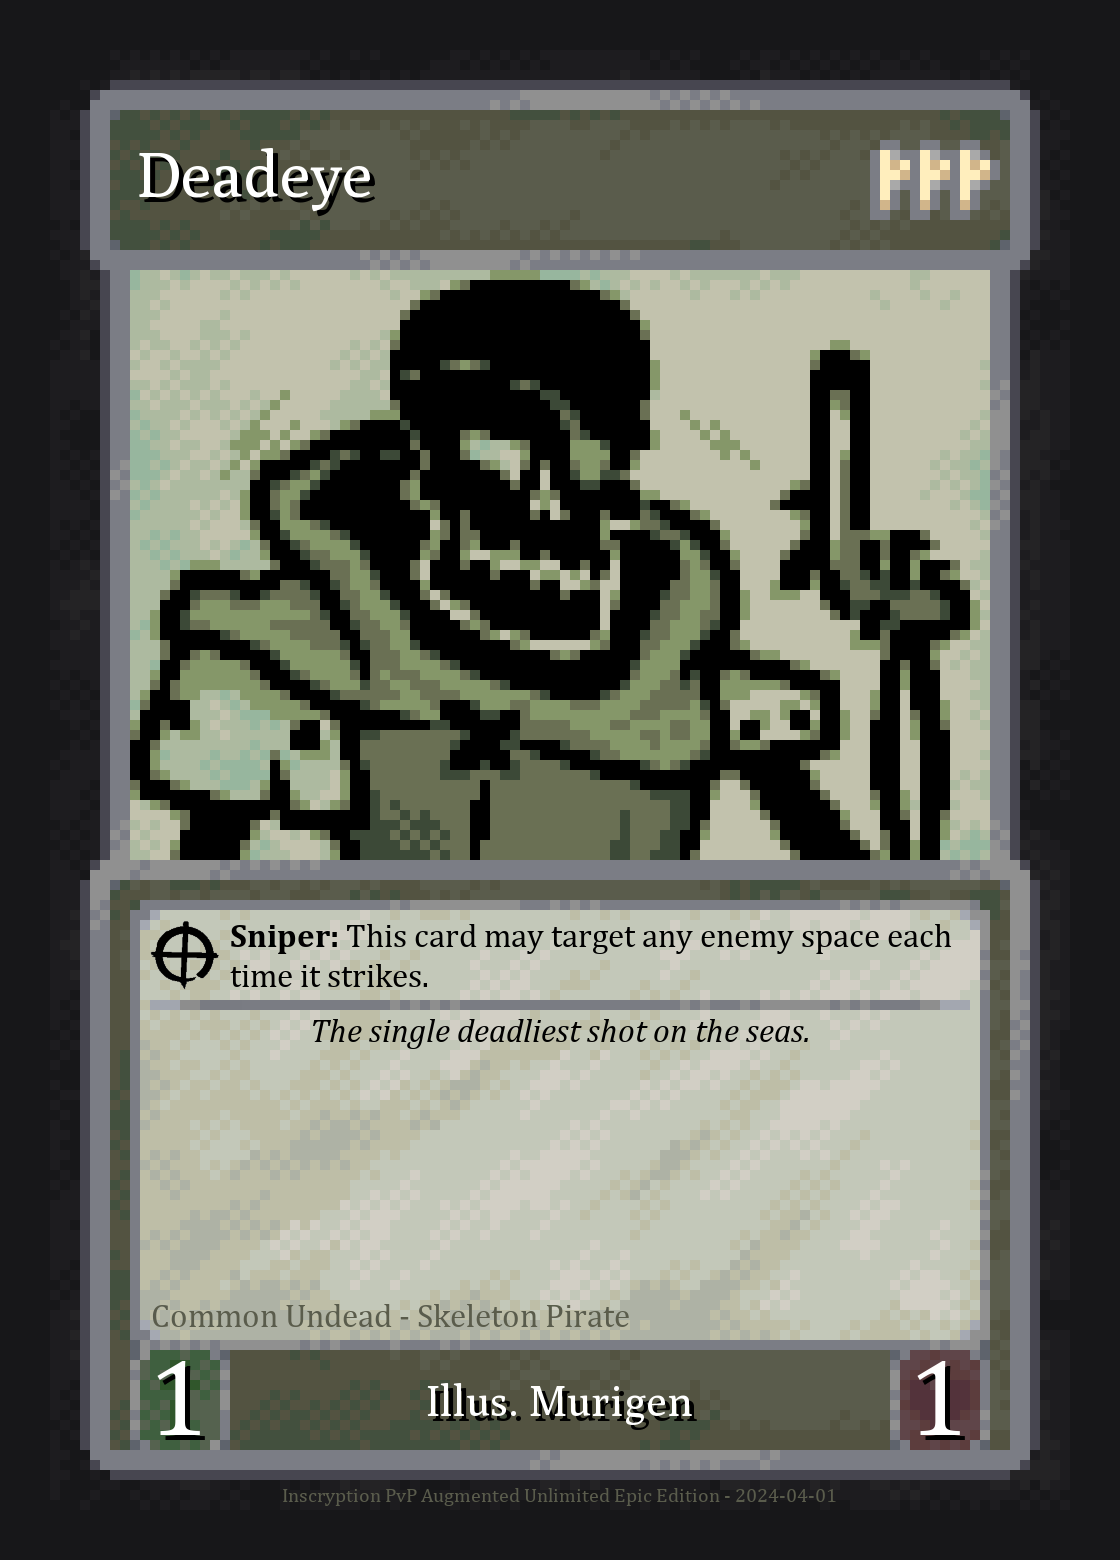 Deadeye
Sniper: This card may target any enemy space each
time it strikes.
The single deadliest shot on the seas.
Common Undead - Skeleton Pirate
1
Illus. Murigen
1
Inscryption PvP Augmented Unlimited Epic Edition - 2024-04-01